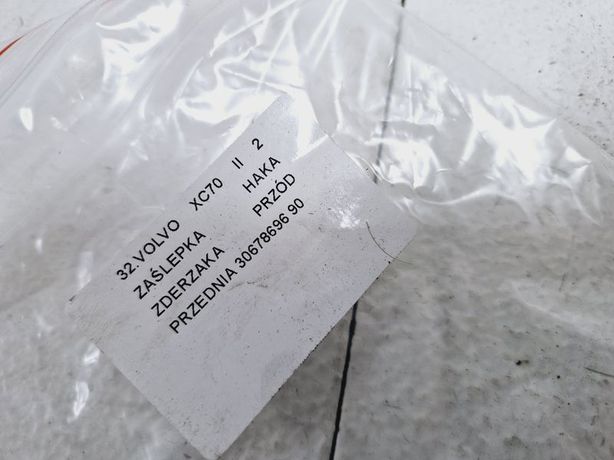 32.VOLVO XC70 II 2
ZAŚLEPKA HAKA
ZDERZAKA PRZÓD
PRZEDNIA 30678696 90